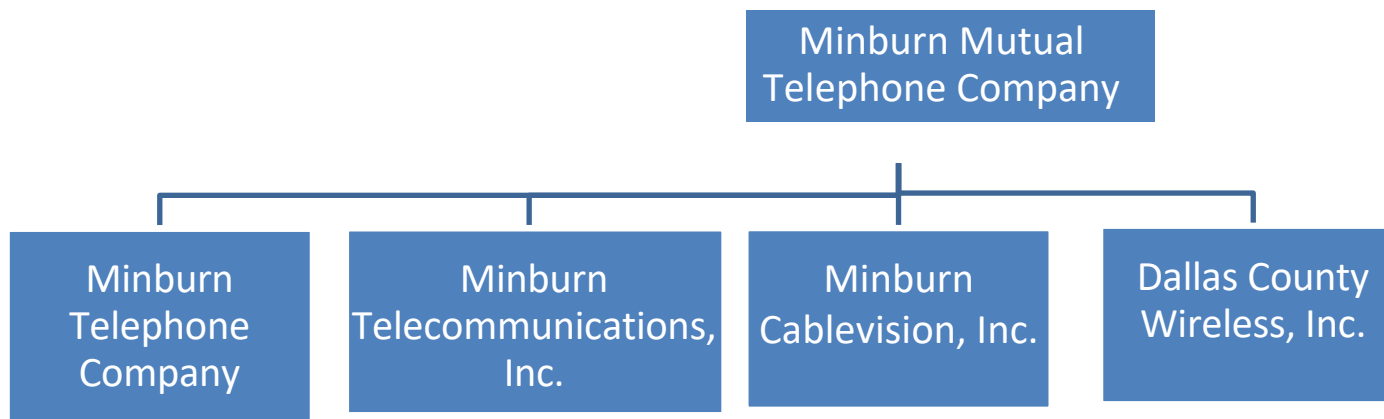 Minburn Mutual
Telephone Company
Minburn
Telephone
Company
Minburn
Telecommunications,
Inc.
Minburn
Cablevision, Inc.
Dallas County
Wireless, Inc.